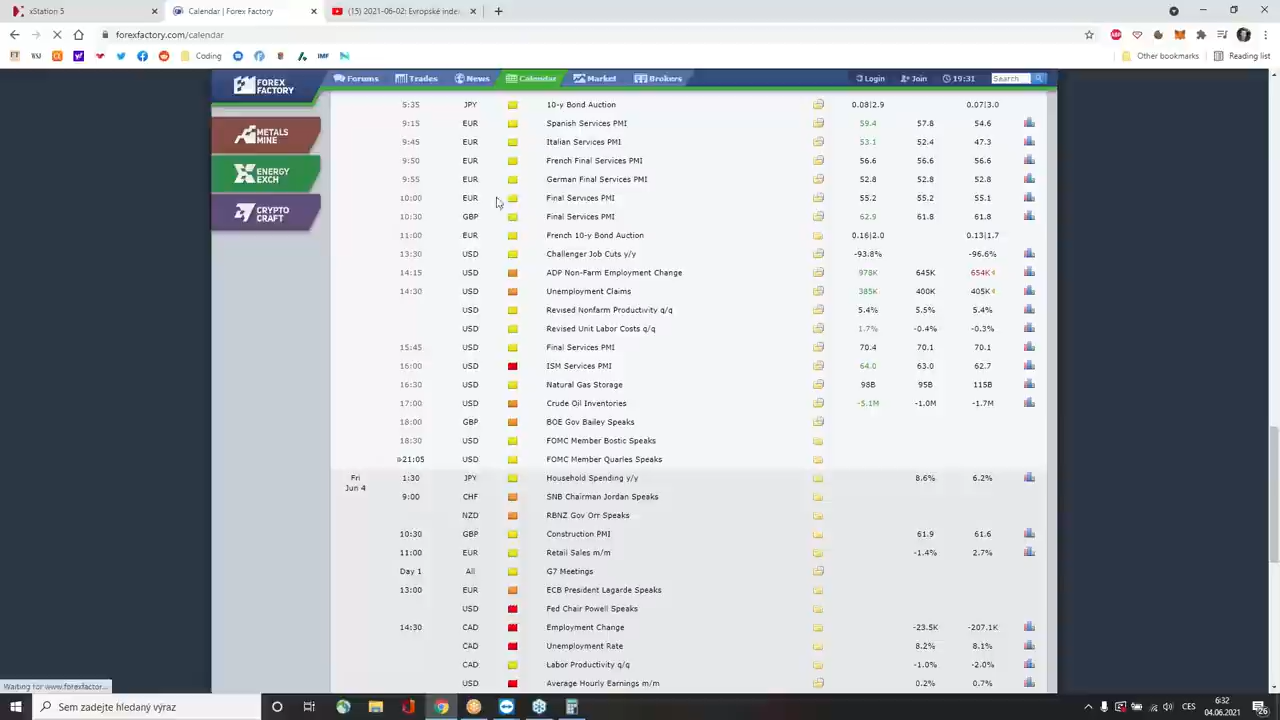 xStation 5
Calendar | Forex Factory
(15) 2021-06-02: Evropské inde
forexfactory.com/calendar
Coding
Other bookmarks
Reading list
FOREX FACTORY
Forums
Trades
News
Calendar
Market
Brokers
Login
Join
19:31
Search
METALS MINE
ENERGY EXCH
CRYPTO CRAFT
5:35 JPY 10-y Bond Auction 0.08|2.9 0.07|3.0
9:15 EUR Spanish Services PMI 59.4 57.8 54.6
9:45 EUR Italian Services PMI 53.1 52.4 47.3
9:50 EUR French Final Services PMI 56.6 56.6 56.6
9:55 EUR German Final Services PMI 52.8 52.8 52.8
10:00 EUR Final Services PMI 55.2 55.2 55.1
10:30 GBP Final Services PMI 62.9 61.8 61.8
11:00 EUR French 10-y Bond Auction 0.16|2.0 0.13|1.7
13:30 USD Challenger Job Cuts y/y -93.8% -96.6%
14:15 USD ADP Non-Farm Employment Change 978K 645K 654K
14:30 USD Unemployment Claims 385K 400K 405K
USD Revised Nonfarm Productivity q/q 5.4% 5.5% 5.4%
USD Revised Unit Labor Costs q/q 1.7% -0.4% -0.3%
15:45 USD Final Services PMI 70.4 70.1 70.1
16:00 USD ISM Services PMI 64.0 63.0 62.7
16:30 USD Natural Gas Storage 98B 95B 115B
17:00 USD Crude Oil Inventories -5.1M -1.0M -1.7M
18:00 GBP BOE Gov Bailey Speaks
18:30 USD FOMC Member Bostic Speaks
21:05 USD FOMC Member Quarles Speaks
Fri Jun 4 1:30 JPY Household Spending y/y 8.6% 6.2%
9:00 CHF SNB Chairman Jordan Speaks
NZD RBNZ Gov Orr Speaks
10:30 GBP Construction PMI 61.9 61.6
11:00 EUR Retail Sales m/m -1.4% 2.7%
Day 1 All G7 Meetings
13:00 EUR ECB President Lagarde Speaks
USD Fed Chair Powell Speaks
14:30 CAD Employment Change -23.5K -207.1K
CAD Unemployment Rate 8.2% 8.1%
CAD Labor Productivity q/q -1.0% -2.0%
USD Average Hourly Earnings m/m 0.2% 0.7%
Waiting for www.forexfactor...
Sem zadejte hledaný výraz
CES
6:32
04.06.2021